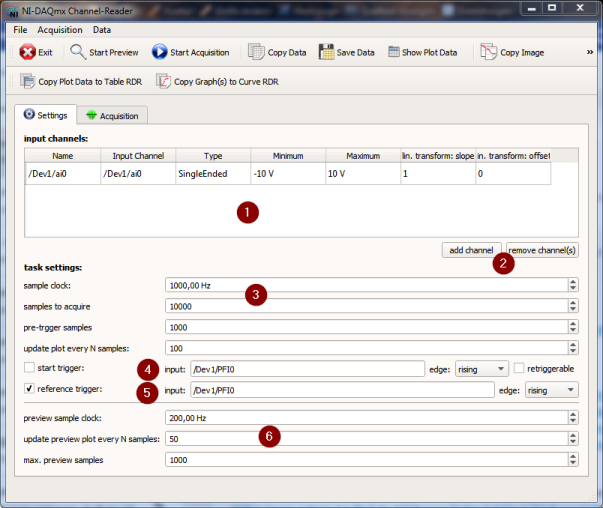 NI-DAQmx Channel-Reader
File Acquisition Data
Exit Start Preview Start Acquisition Copy Data Save Data Show Plot Data Copy Image »
Copy Plot Data to Table RDR Copy Graph(s) to Curve RDR
Settings Acquisition
input channels:
Name Input Channel Type Minimum Maximum lin. transform: slope in. transform: offset
/Dev1/ai0 /Dev1/ai0 SingleEnded -10 V 10 V 1 0
1
add channel remove channel(s)
2
task settings:
sample clock: 1000,00 Hz
3
samples to acquire 10000
pre-trgger samples 1000
update plot every N samples: 100
start trigger: 4 input: /Dev1/PFI0 edge: rising retriggerable
reference trigger: 5 input: /Dev1/PFI0 edge: rising
preview sample clock: 200,00 Hz
update preview plot every N samples: 50 6
max. preview samples 1000